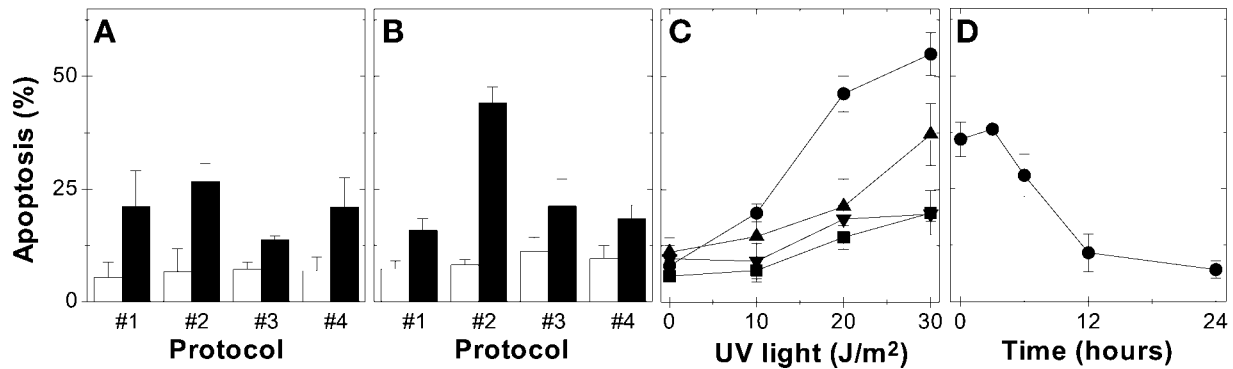 A B C D
Apoptosis (%)
50
25
0
#1 #2 #3 #4
Protocol
#1 #2 #3 #4
Protocol
0 10 20 30
UV light (J/m²)
0 12 24
Time (hours)